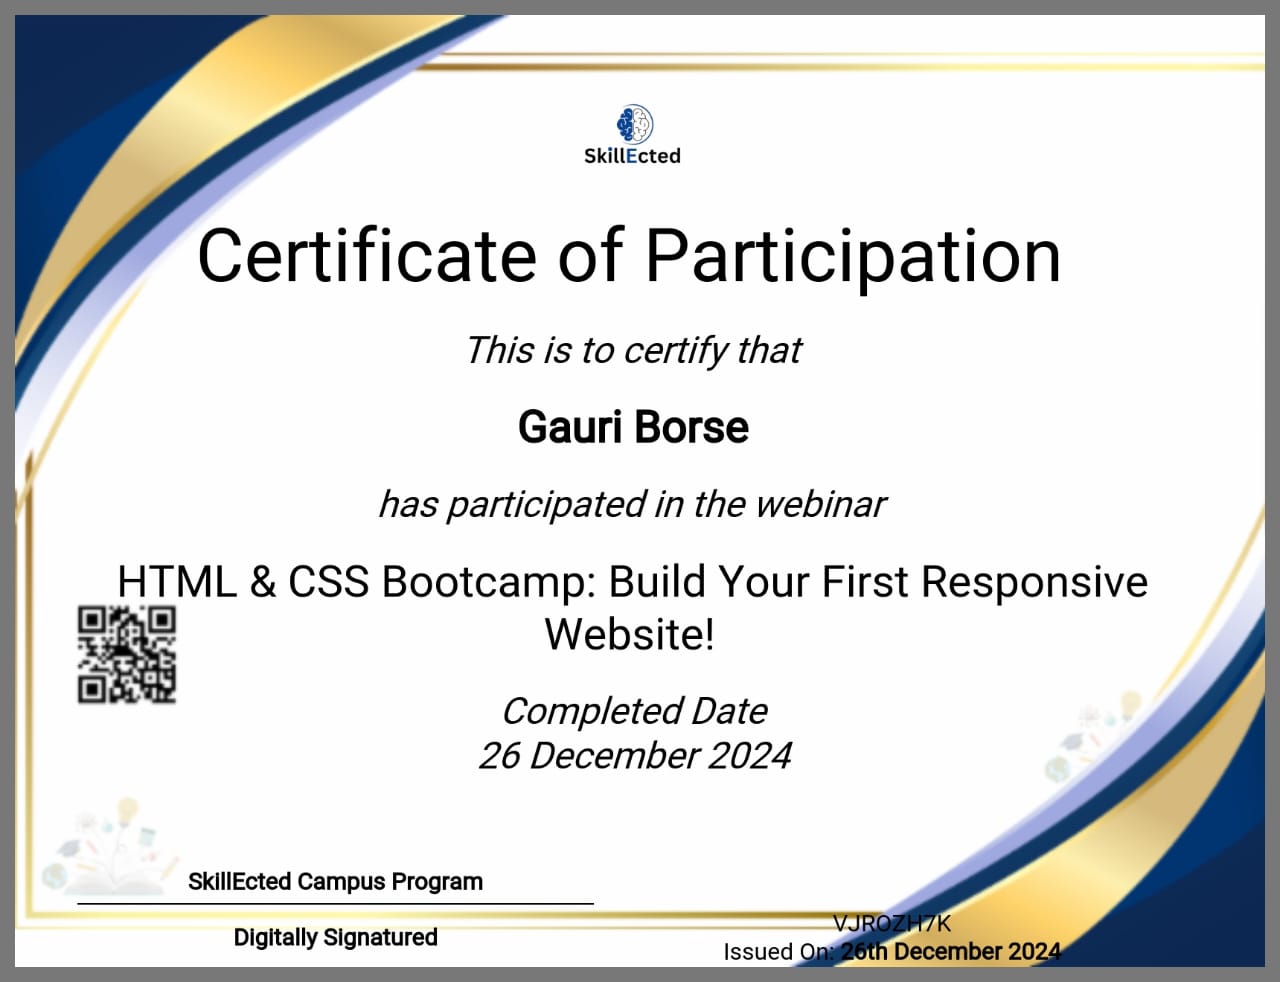 SkillEcted
Certificate of Participation
This is to certify that
Gauri Borse
has participated in the webinar
HTML & CSS Bootcamp: Build Your First Responsive
Website!
Completed Date
26 December 2024
SkillEcted Campus Program
Digitally Signatured
VJROZH7K
Issued On: 26th December 2024